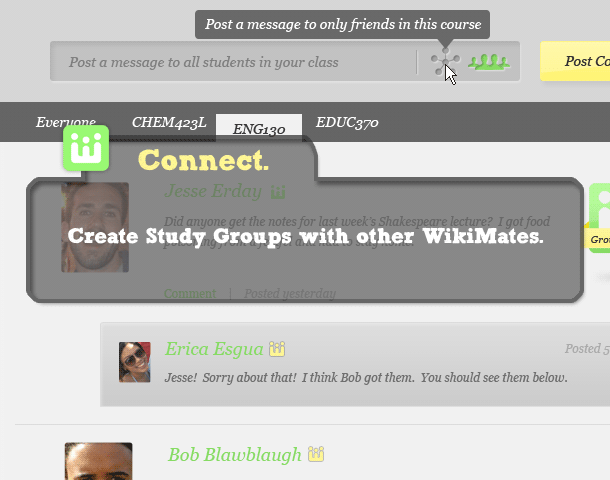 Post a message to only friends in this course
Post a message to all students in your class
Post Co
Everyone CHEM423L ENG130 EDUC370
Connect.
Jesse Erday
Did anyone get the notes for last week's Shakespeare lecture? I got food
Create Study Groups with other WikiMates.
Grou
Comment | Posted yesterday
Erica Esgua
Posted 5
Jesse! Sorry about that! I think Bob got them. You should see them below.
Bob Blawblaugh